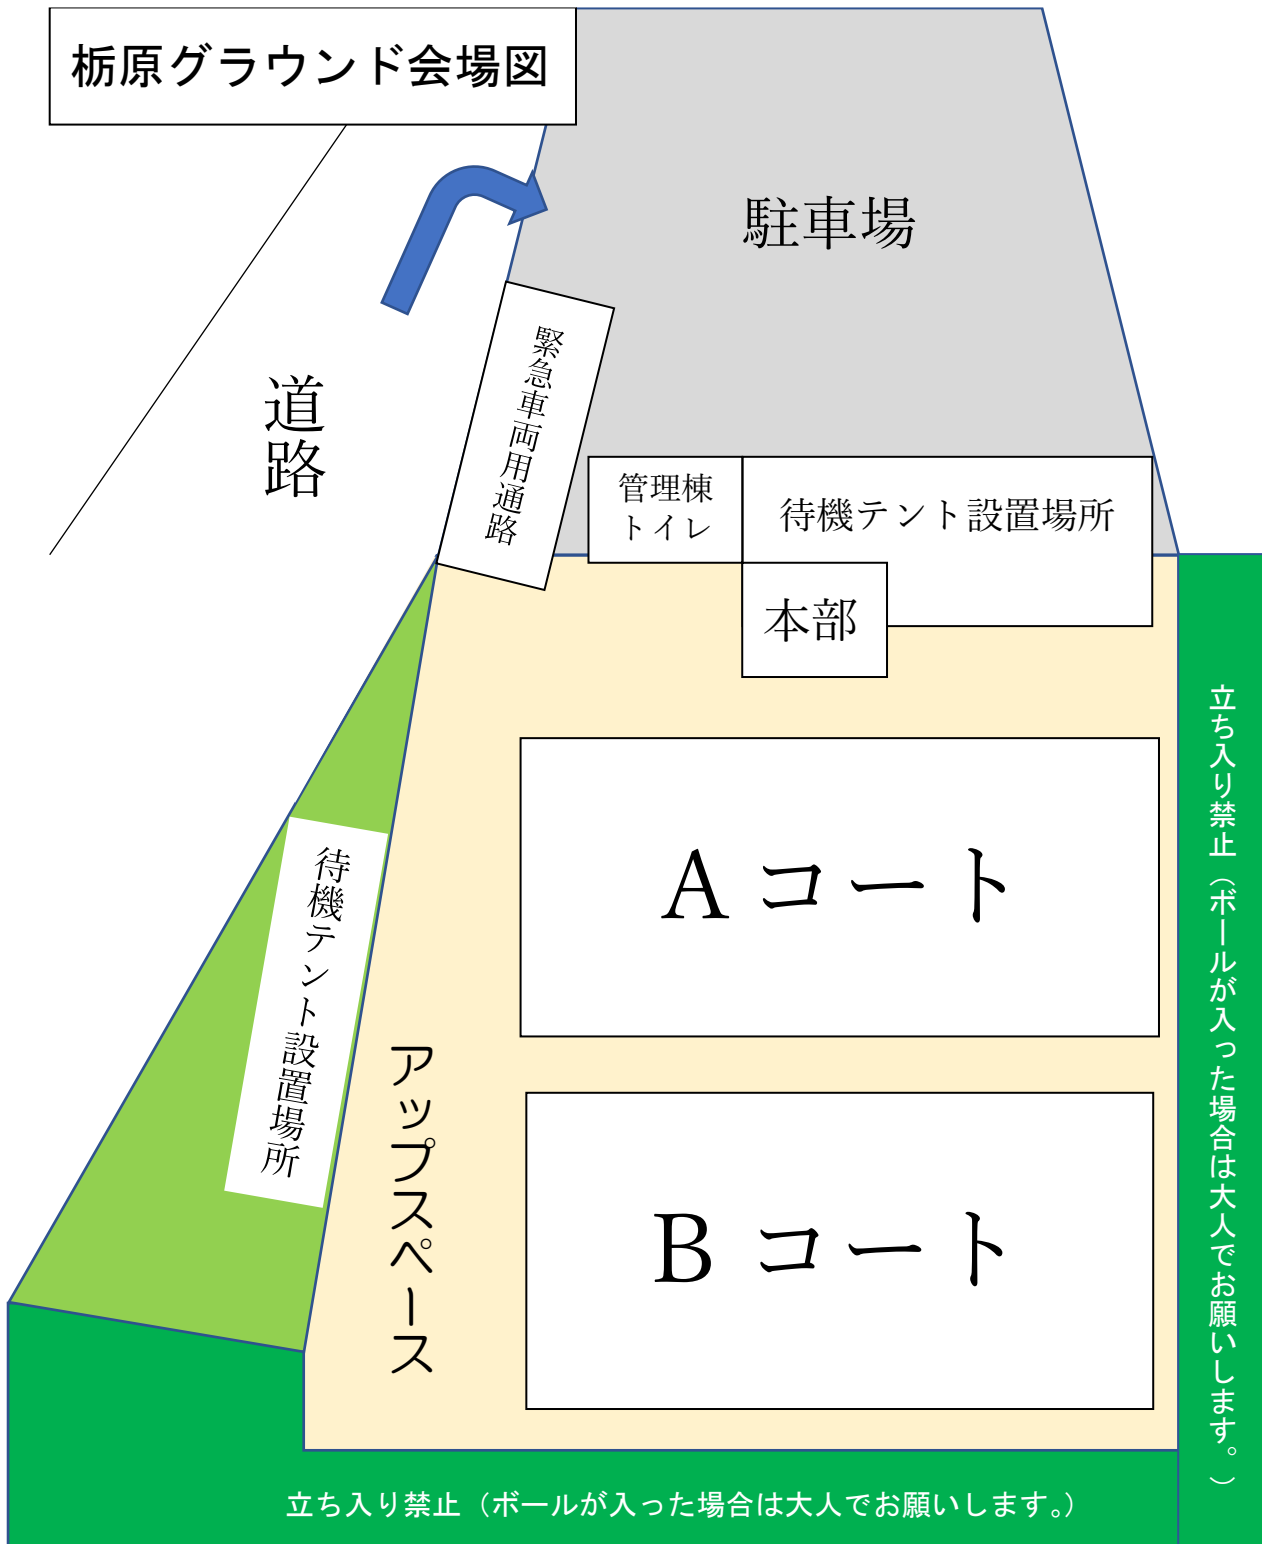 栃原グラウンド会場図
駐車場
緊急車両用通路
道路
管理棟
トイレ
待機テント設置場所
本部
立ち入り禁止（ボールが入った場合は大人でお願いします。）
A コート
待機テント設置場所
アップスペース
B コート
立ち入り禁止（ボールが入った場合は大人でお願いします。）